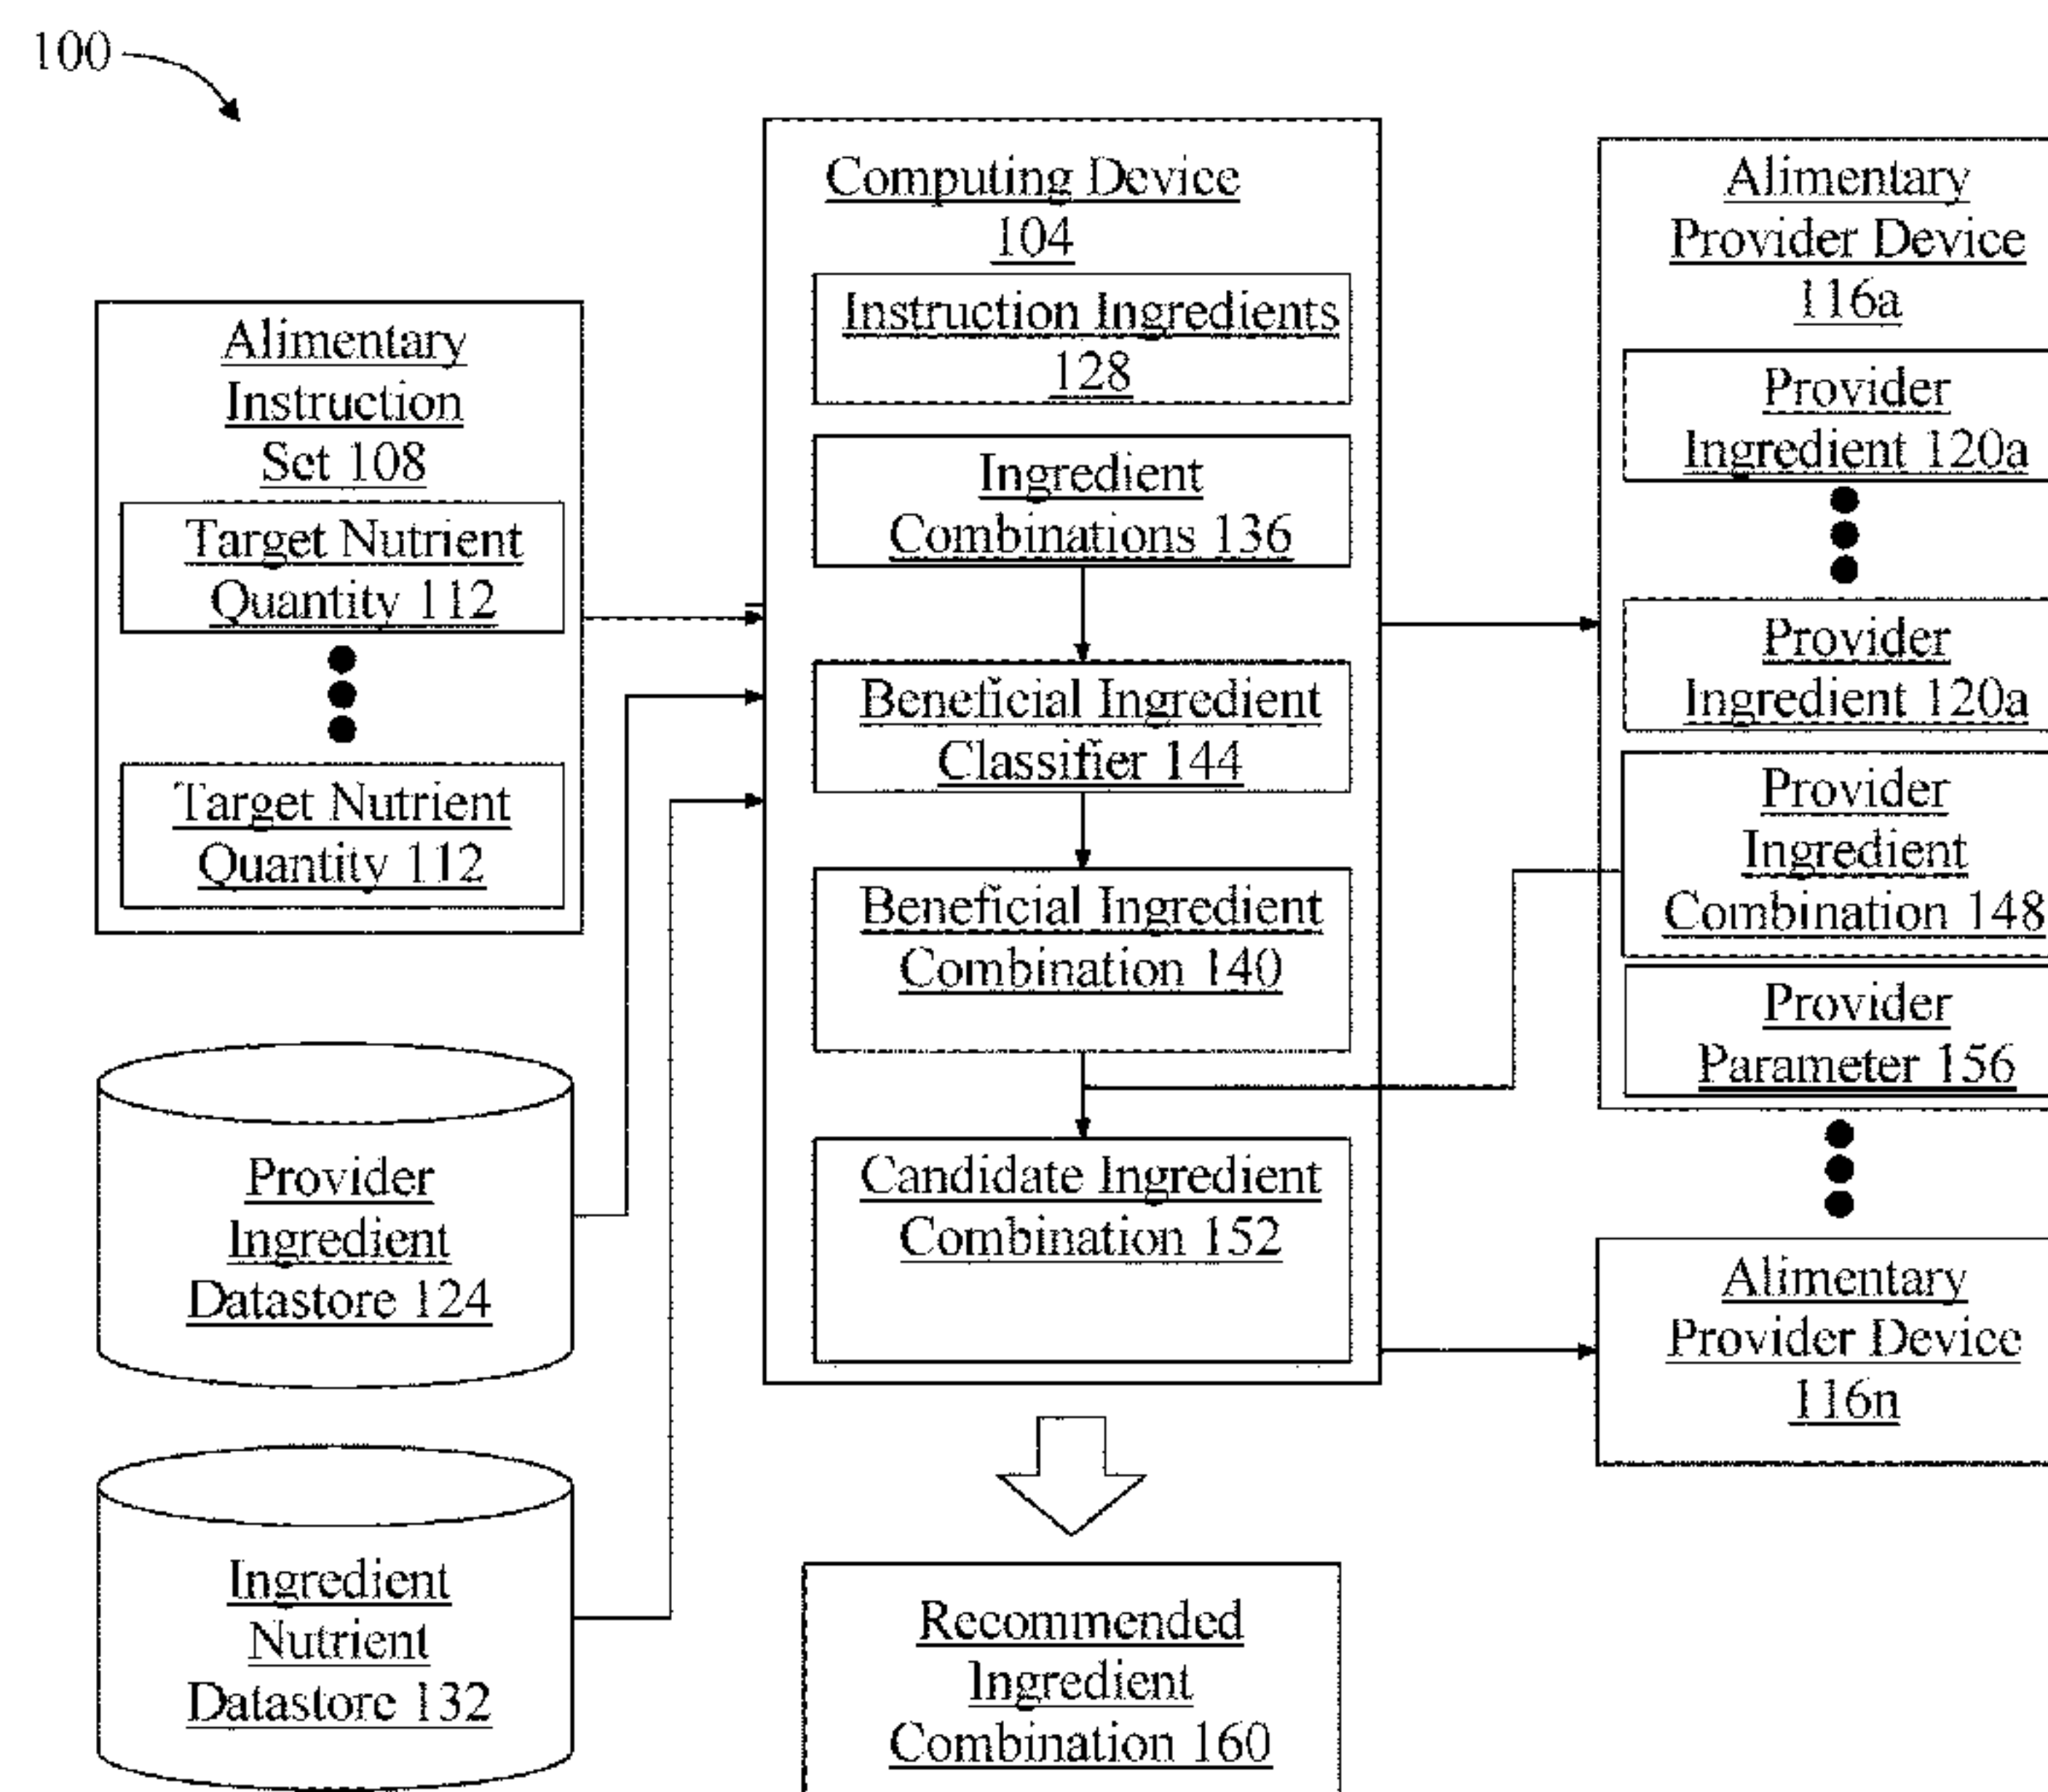 100
Alimentary
Instruction
Set 108
Target Nutrient
Quantity 112
Target Nutrient
Quantity 112
Provider
Ingredient
Datastore 124
Ingredient
Nutrient
Datastore 132
Computing Device
104
Instruction Ingredients
128
Ingredient
Combinations 136
Beneficial Ingredient
Classifier 144
Beneficial Ingredient
Combination 140
Candidate Ingredient
Combination 152
Recommended
Ingredient
Combination 160
Alimentary
Provider Device
116a
Provider
Ingredient 120a
Provider
Ingredient 120a
Provider
Ingredient
Combination 148
Provider
Parameter 156
Alimentary
Provider Device
116n